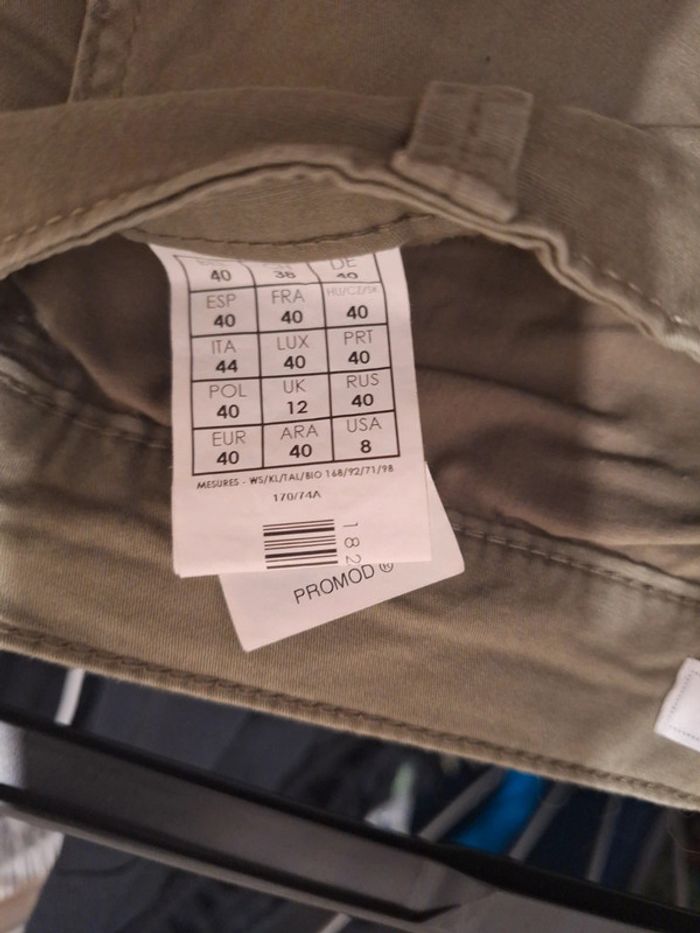 40 38 40
ESP FRA HU/CZ/SK
40 40 40
ITA LUX PRT
44 40 40
POL UK RUS
40 12 40
EUR ARA USA
40 40 8
MESURES - WS/KL/TAL/BIO 168/92/71/98
170/74A
182
PROMOD ®